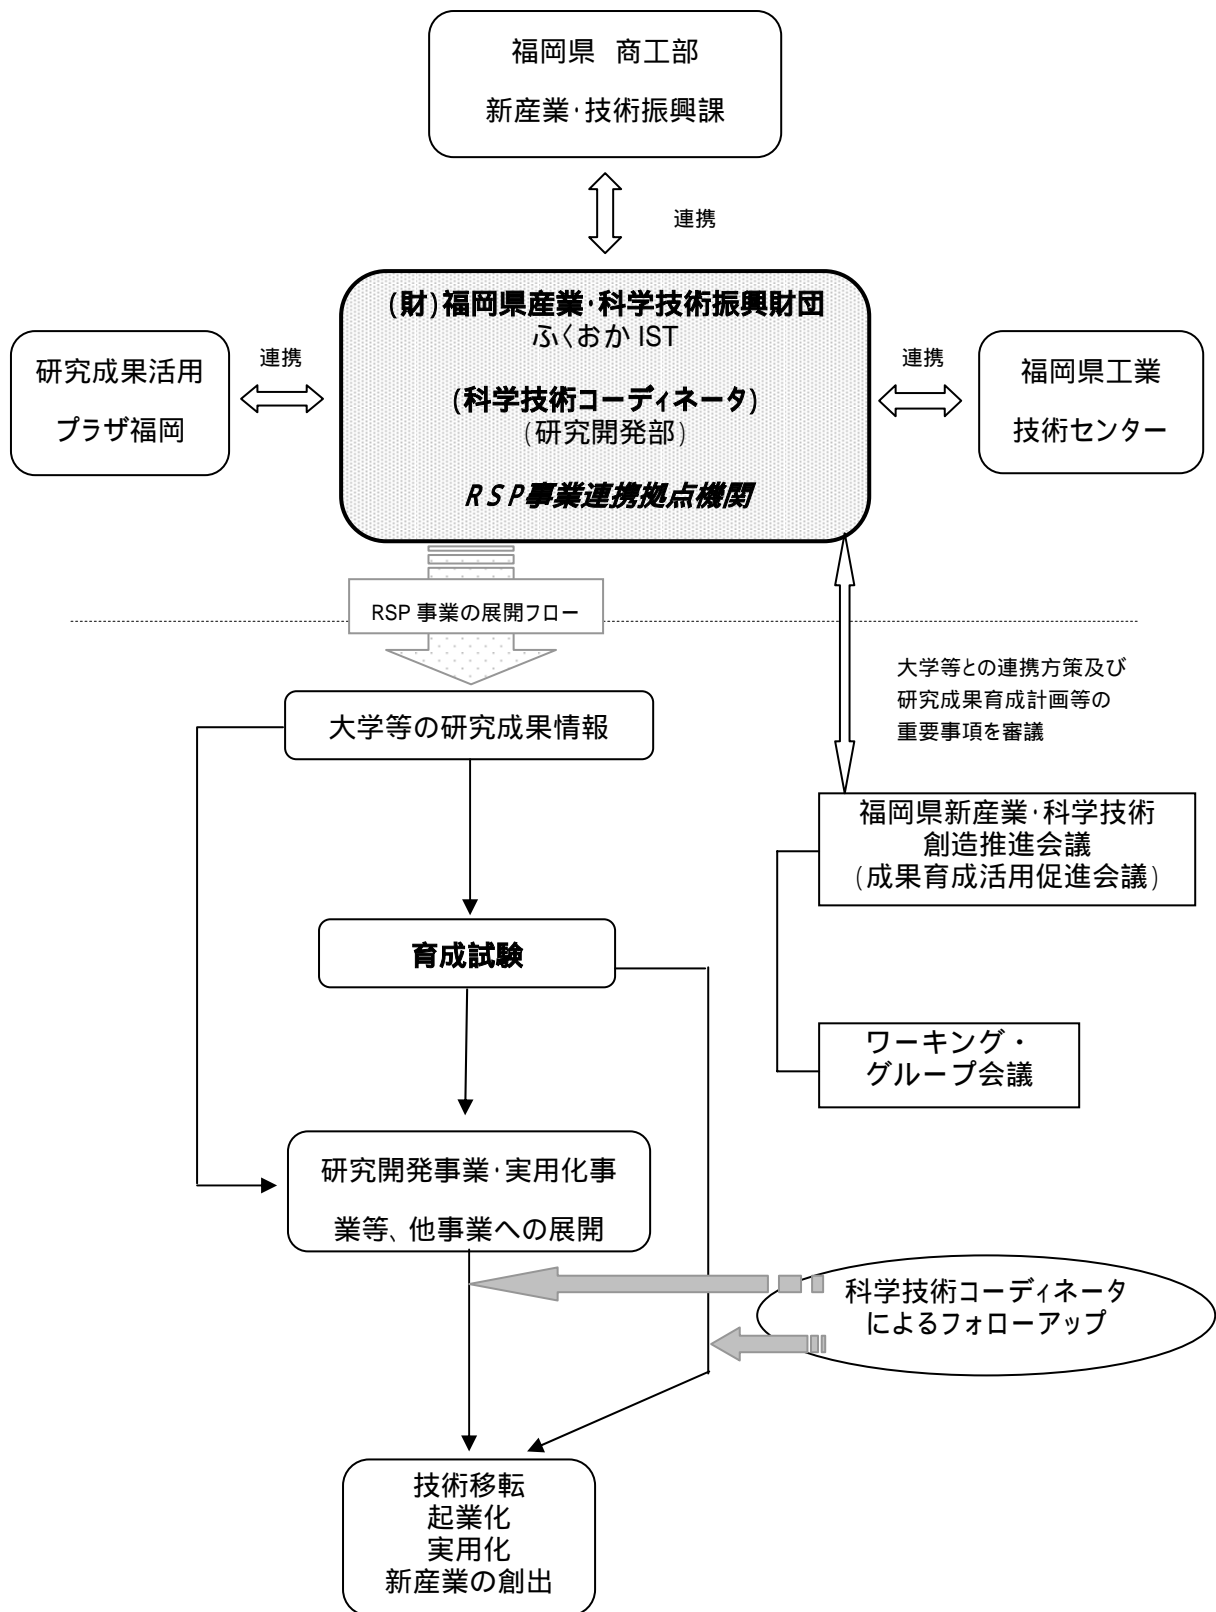 福岡県 商工部
新産業・技術振興課
連携
(財)福岡県産業・科学技術振興財団
ふくおか IST
(科学技術コーディネータ)
(研究開発部)
RSP事業連携拠点機関
連携
研究成果活用
プラザ福岡
連携
福岡県工業
技術センター
RSP 事業の展開フロー
大学等との連携方策及び
研究成果育成計画等の
重要事項を審議
大学等の研究成果情報
福岡県新産業・科学技術
創造推進会議
(成果育成活用促進会議)
育成試験
ワーキング・
グループ会議
研究開発事業・実用化事
業等、他事業への展開
科学技術コーディネータ
によるフォローアップ
技術移転
起業化
実用化
新産業の創出